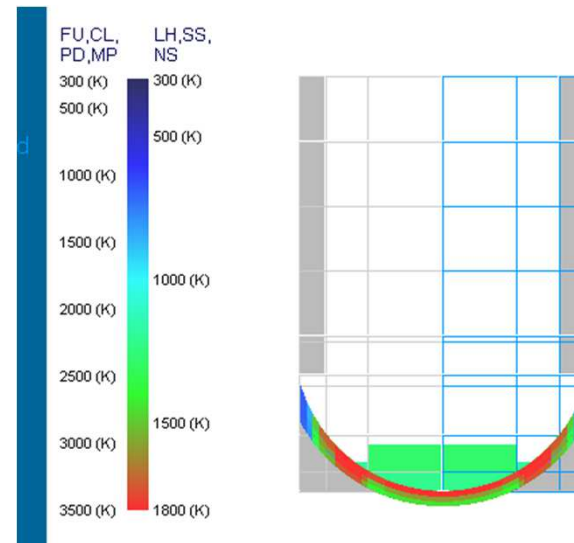 d
FU,CL,
PD,MP
LH,SS,
NS
300 (K)
300 (K)
500 (K)
500 (K)
1000 (K)
1500 (K)
1000 (K)
2000 (K)
2500 (K)
1500 (K)
3000 (K)
3500 (K)
1800 (K)